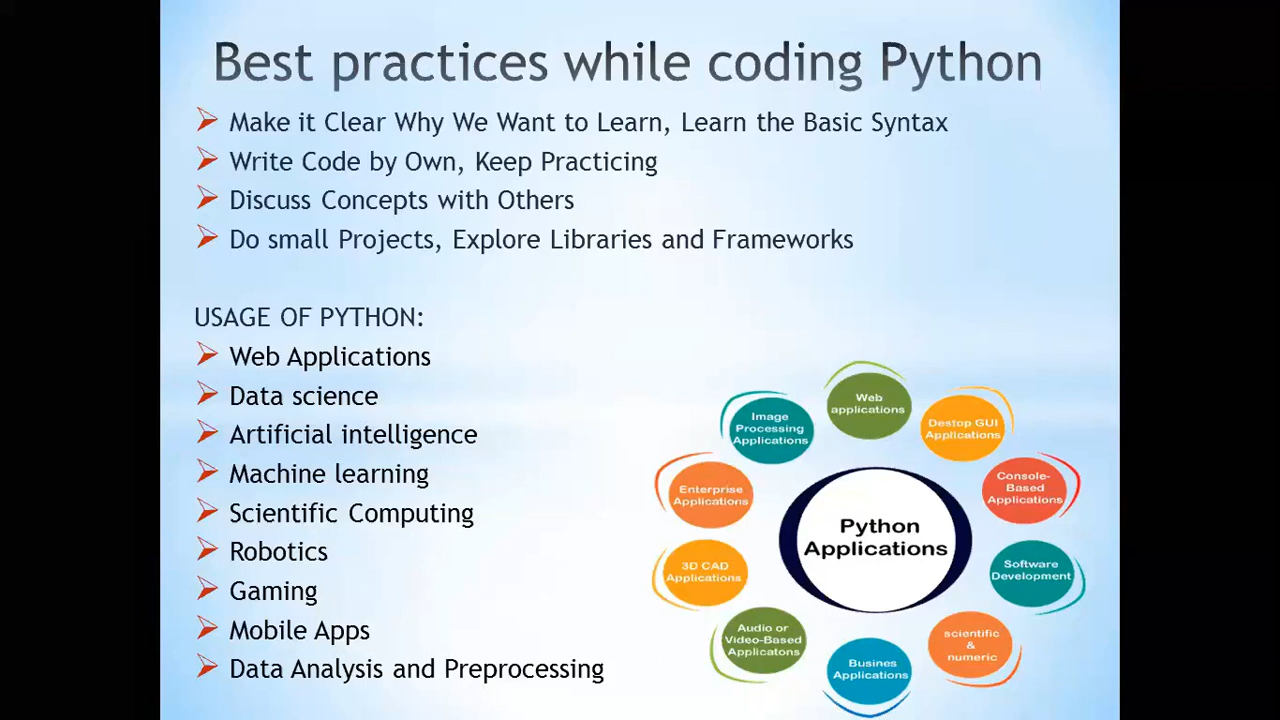 Best practices while coding Python
Make it Clear Why We Want to Learn, Learn the Basic Syntax
Write Code by Own, Keep Practicing
Discuss Concepts with Others
Do small Projects, Explore Libraries and Frameworks
USAGE OF PYTHON:
Web Applications
Data science
Artificial intelligence
Machine learning
Scientific Computing
Robotics
Gaming
Mobile Apps
Data Analysis and Preprocessing
Web
applications
Destop GUI
Applications
Console-
Based
Applications
Software
Development
scientific
&
numeric
Busines
Applications
Audio or
Video-Based
Applicatons
3D CAD
Applications
Enterprise
Applications
Image
Processing
Applications
Python
Applications